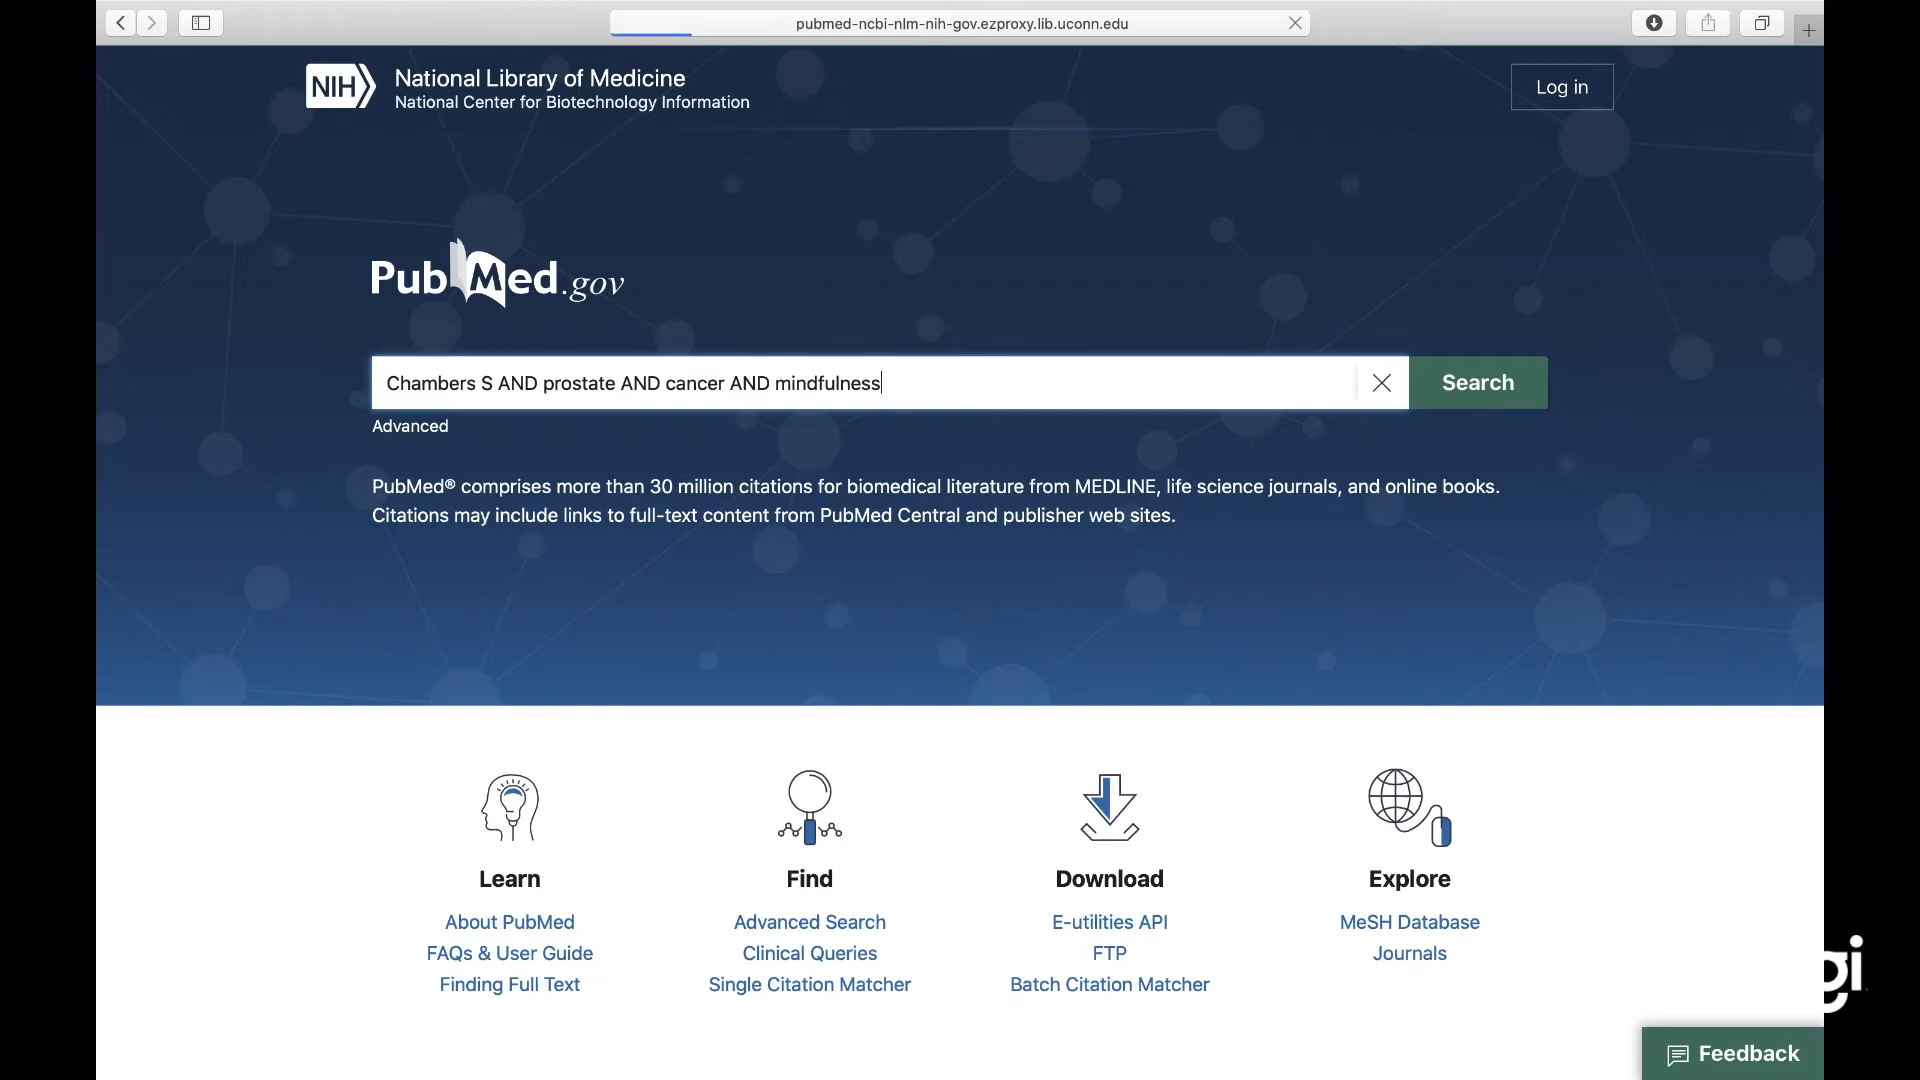 pubmed-ncbi-nlm-nih-gov.ezproxy.lib.uconn.edu
NIH
National Library of Medicine
National Center for Biotechnology Information
Log in
PubMed.gov
Chambers S AND prostate AND cancer AND mindfulness
Search
Advanced
PubMed® comprises more than 30 million citations for biomedical literature from MEDLINE, life science journals, and online books.
Citations may include links to full-text content from PubMed Central and publisher web sites.
Learn
Find
Download
Explore
About PubMed
Advanced Search
E-utilities API
MeSH Database
FAQs & User Guide
Clinical Queries
FTP
Journals
Finding Full Text
Single Citation Matcher
Batch Citation Matcher
gi
Feedback